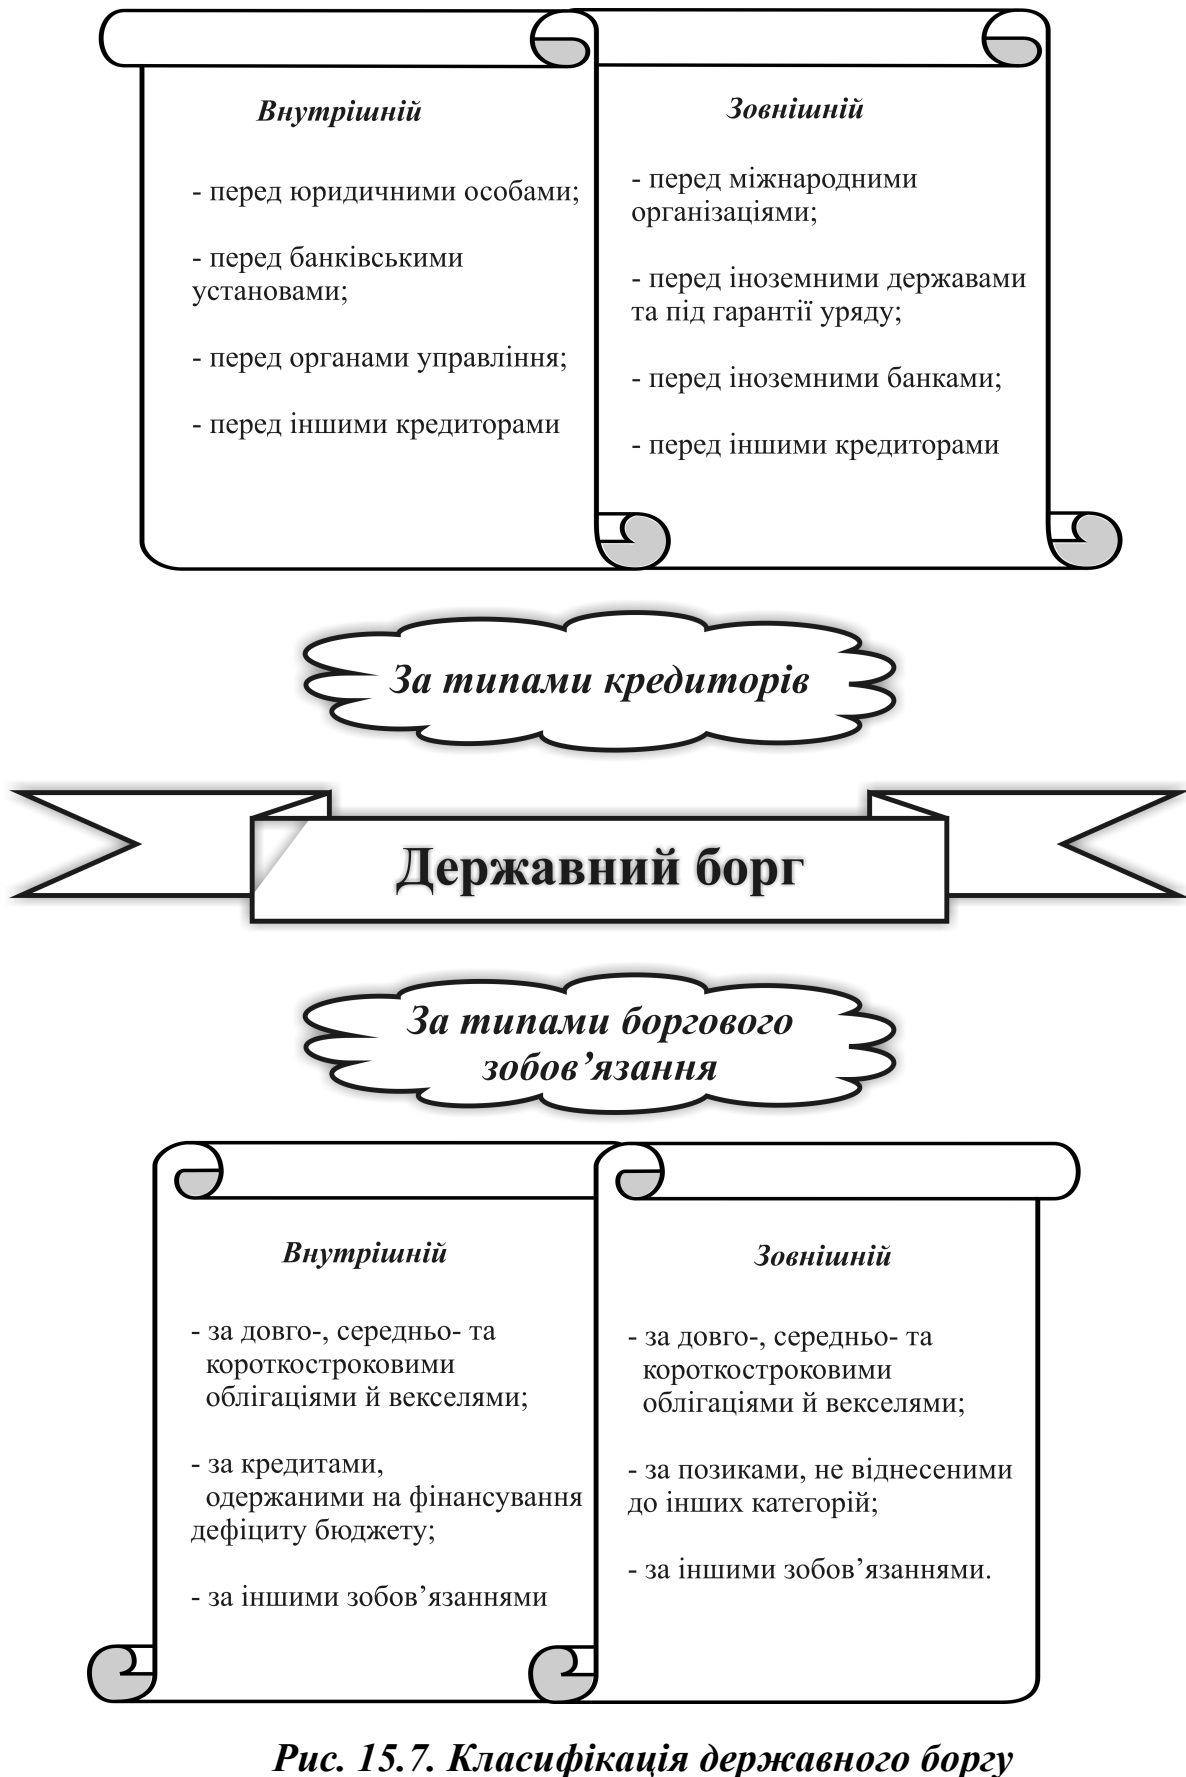 Внутрішній
- перед юридичними особами;
- перед банківськими
установами;
- перед органами управління;
- перед іншими кредиторами
Зовнішній
- перед міжнародними
організаціями;
- перед іноземними державами
та під гарантії уряду;
- перед іноземними банками;
- перед іншими кредиторами
За типами кредиторів
Державний борг
За типами боргового
зобов’язання
Внутрішній
- за довго-, середньо- та
короткостроковими
облігаціями й векселями;
- за кредитами,
одержаними на фінансування
дефіциту бюджету;
- за іншими зобов’язаннями
Зовнішній
- за довго-, середньо- та
короткостроковими
облігаціями й векселями;
- за позиками, не віднесеними
до інших категорій;
- за іншими зобов’язаннями.
Рис. 15.7. Класифікація державного боргу